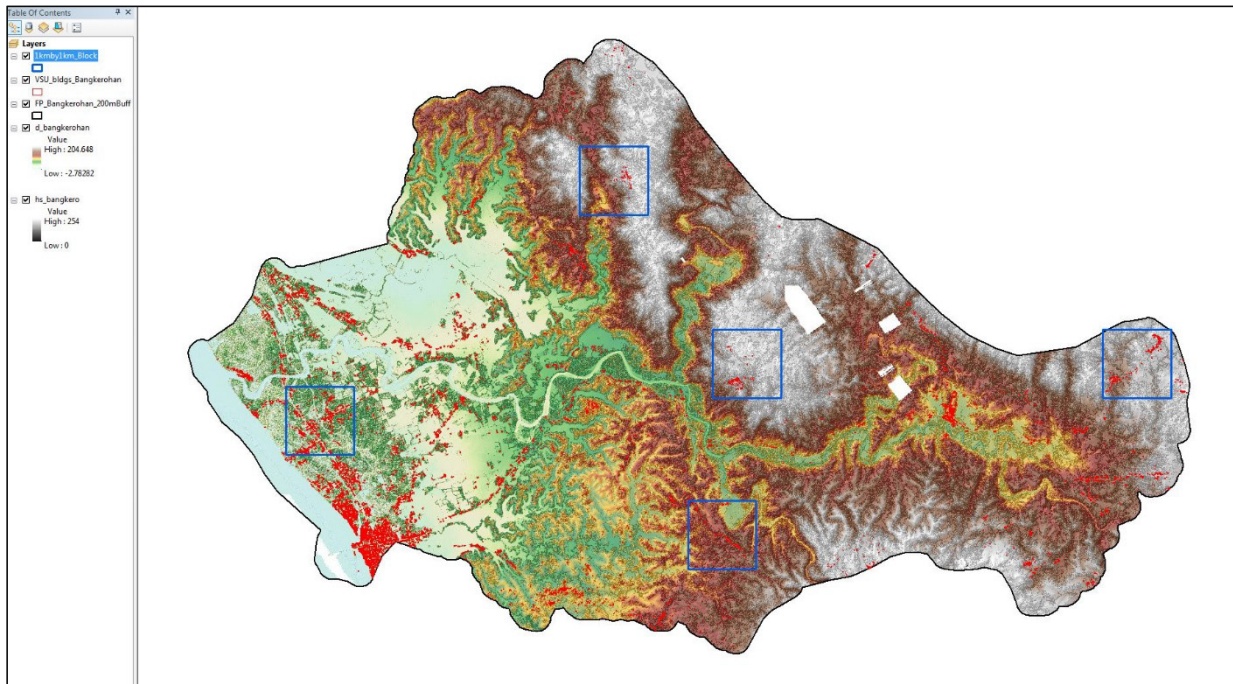 Table Of Contents
Layers
1kmby1km_Block
VSU_bldgs_Bangkerohan
FP_Bangkerohan_200mBuff
d_bangkerohan
Value
High : 204.648
Low : -2.78282
hs_bangkero
Value
High : 254
Low : 0